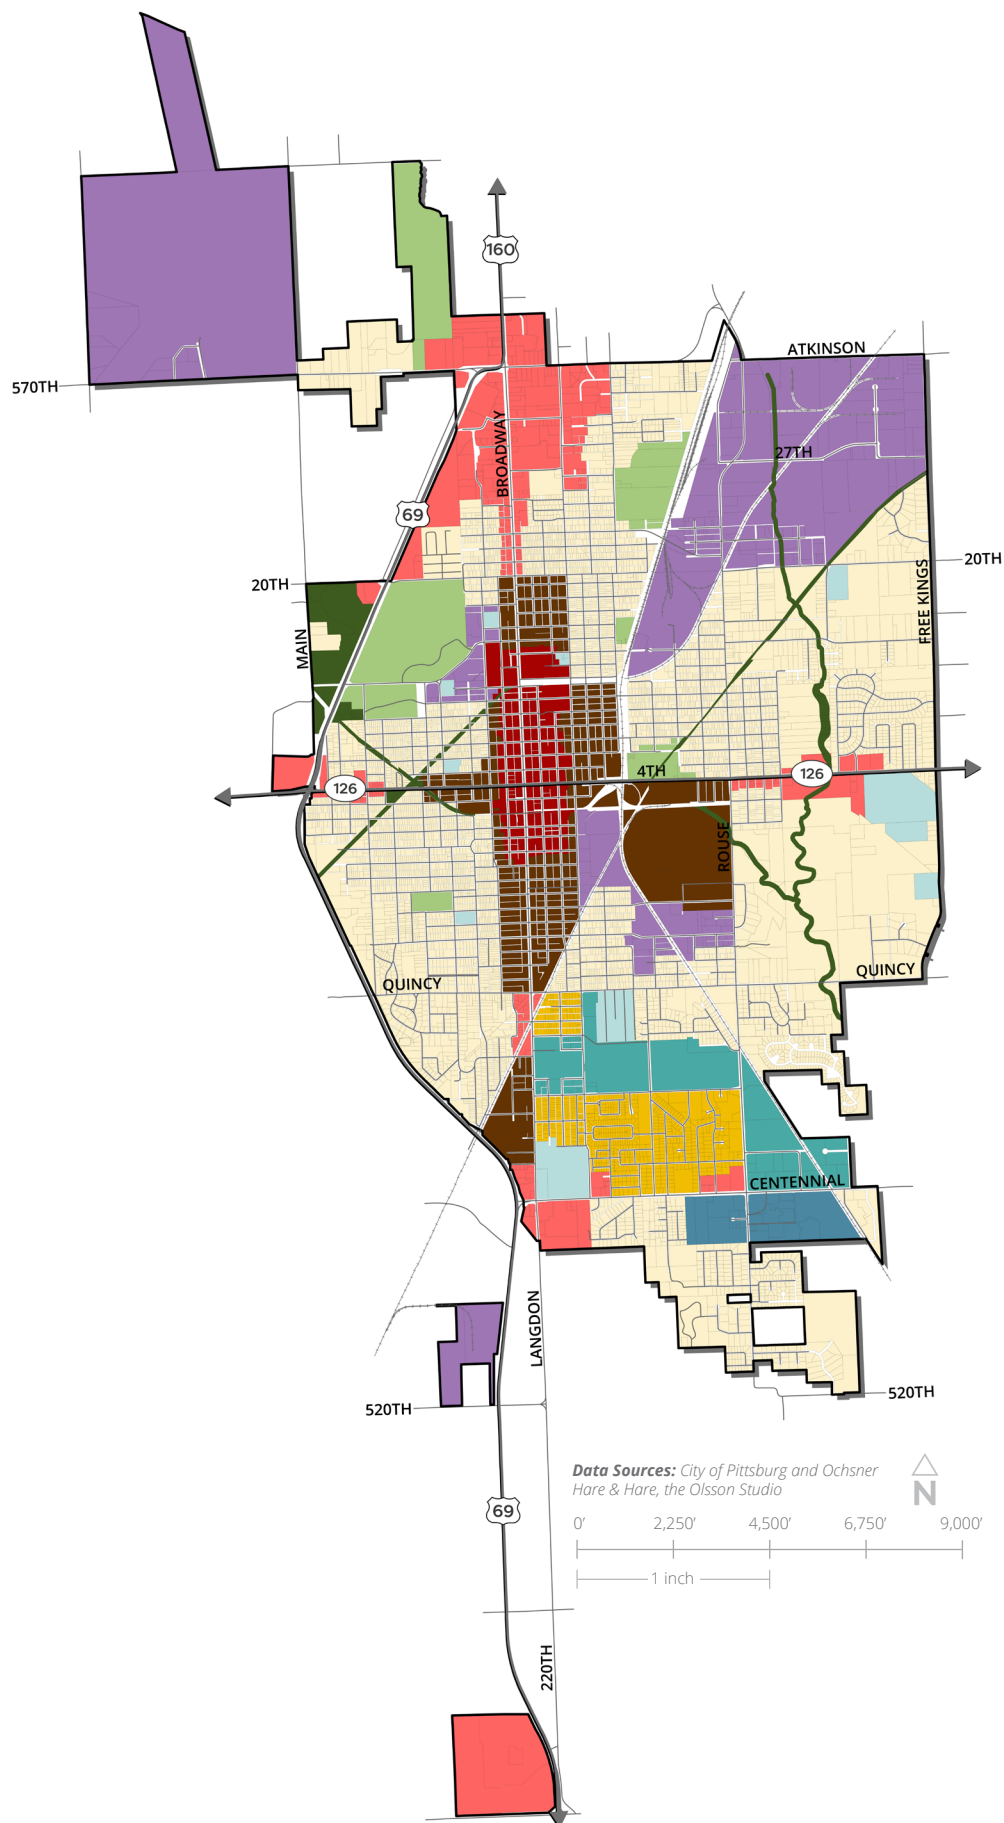 160
ATKINSON
570TH
BROADWAY
27TH
69
20TH
20TH
FREE KINGS
MAIN
4TH
126
126
ROUSE
QUINCY
QUINCY
CENTENNIAL
LANGDON
520TH
520TH
Data Sources: City of Pittsburg and Ochsner
Hare & Hare, the Olsson Studio
N
69
0' 2,250' 4,500' 6,750' 9,000'
1 inch
220TH